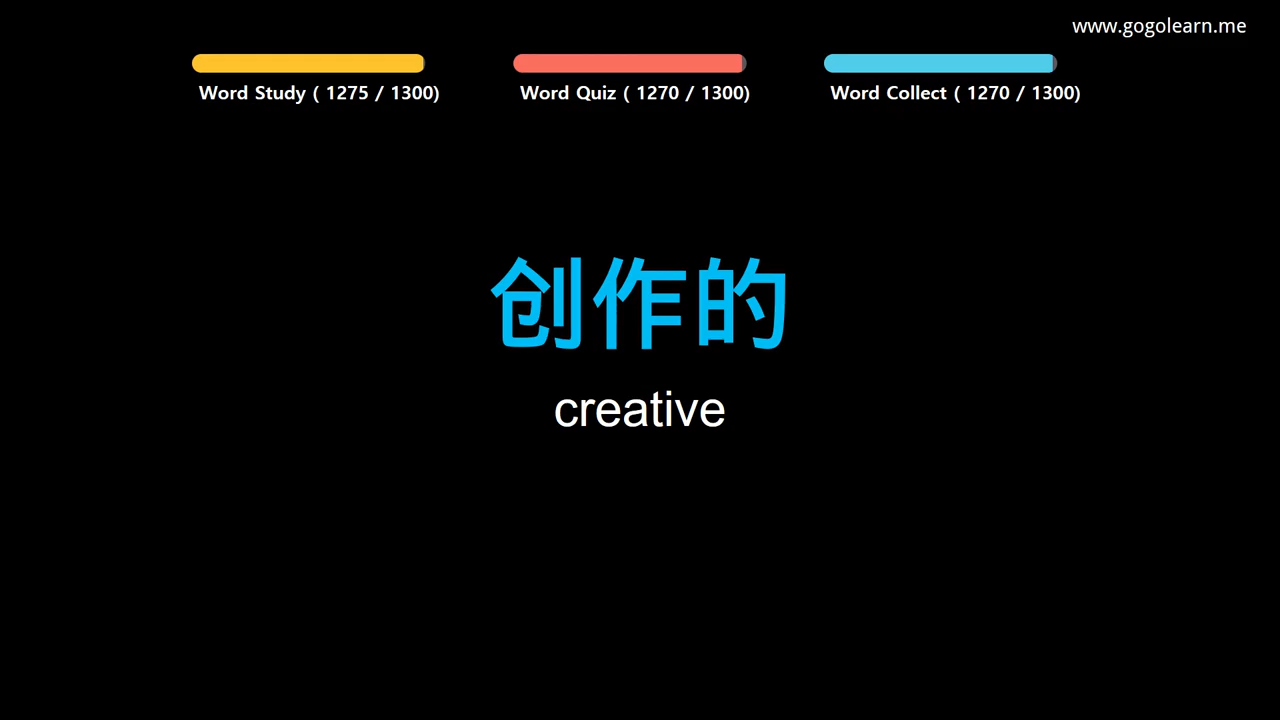 www.gogolearn.me
Word Study ( 1275 / 1300)
Word Quiz ( 1270 / 1300)
Word Collect ( 1270 / 1300)
创作的
creative